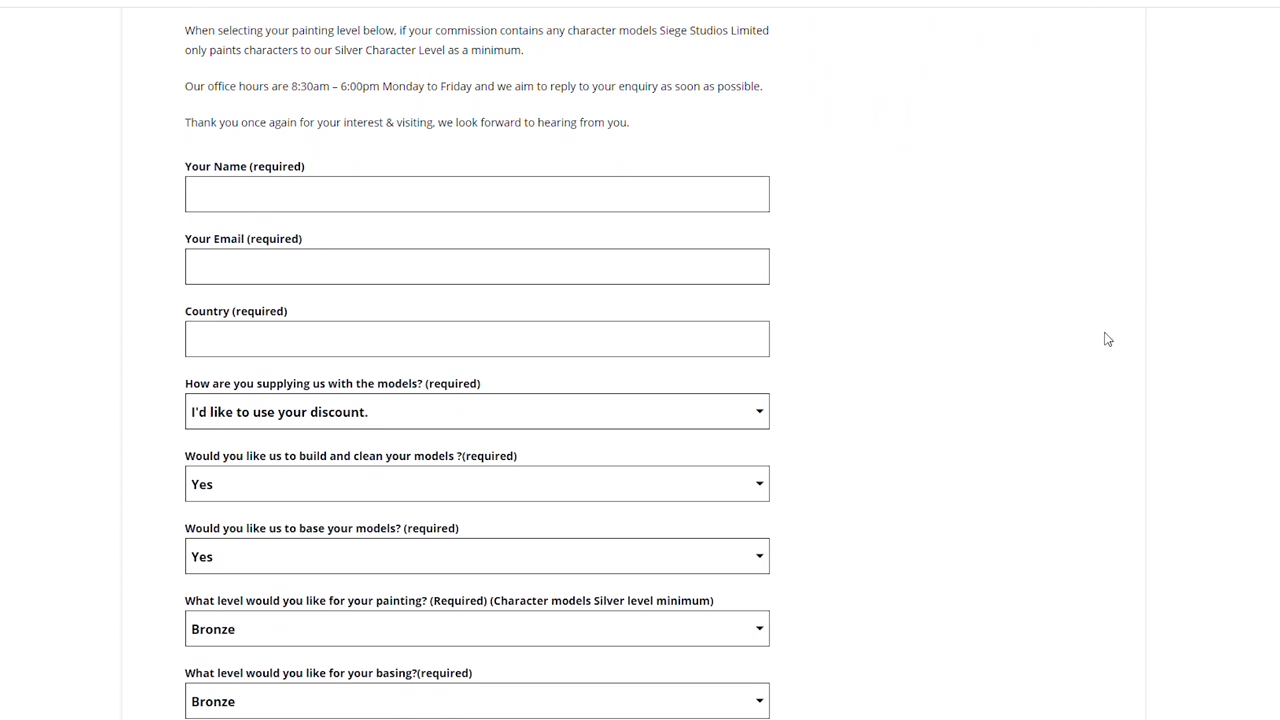 When selecting your painting level below, if your commission contains any character models Siege Studios Limited
only paints characters to our Silver Character Level as a minimum.
Our office hours are 8:30am – 6:00pm Monday to Friday and we aim to reply to your enquiry as soon as possible.
Thank you once again for your interest & visiting, we look forward to hearing from you.
Your Name (required)
Your Email (required)
Country (required)
How are you supplying us with the models? (required)
I'd like to use your discount.
Would you like us to build and clean your models ?(required)
Yes
Would you like us to base your models? (required)
Yes
What level would you like for your painting? (Required) (Character models Silver level minimum)
Bronze
What level would you like for your basing?(required)
Bronze